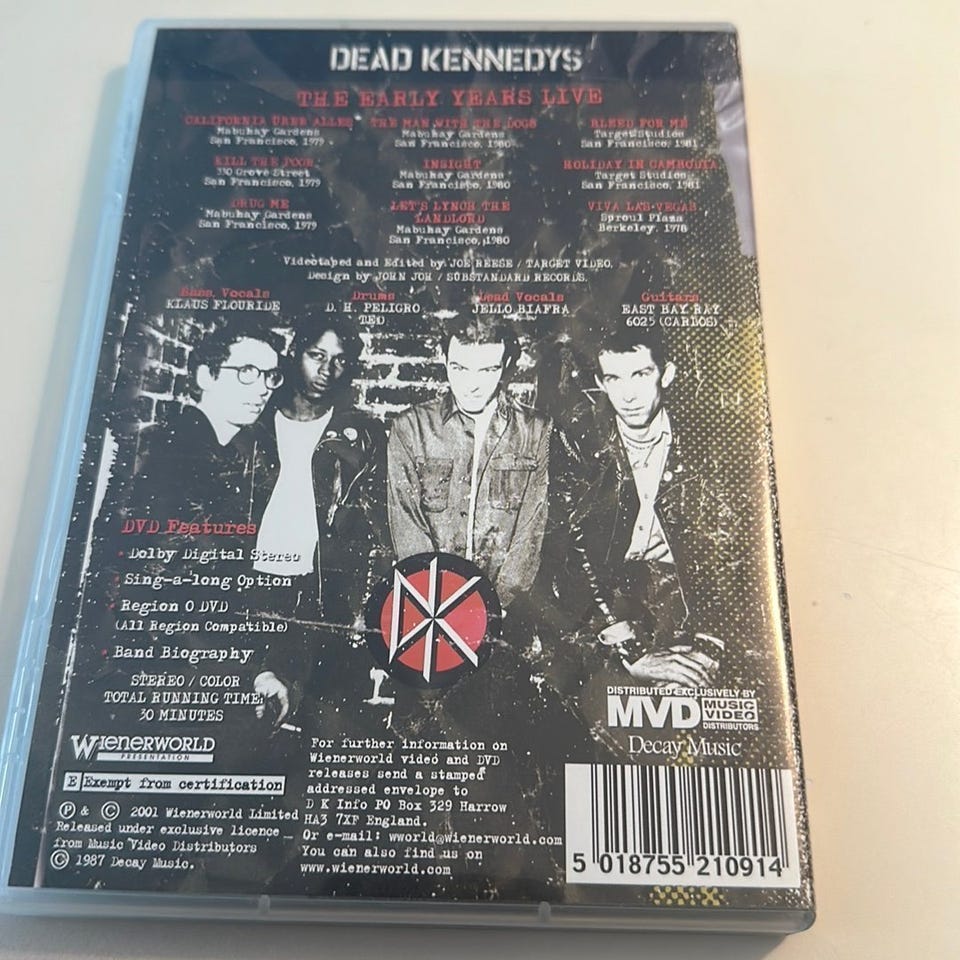 DEAD KENNEDYS
THE EARLY YEARS LIVE
CALIFORNIA ÜBER ALLES
Mabuhay Gardens
San Francisco, 1979
THE MAN WITH THE DOGS
Mabuhay Gardens
San Francisco, 1980
BLEED FOR ME
Target Studios
San Francisco, 1981
KILL THE POOR
330 Grove Street
San Francisco, 1979
INSIGHT
Mabuhay Gardens
San Francisco, 1980
HOLIDAY IN CAMBODIA
Target Studios
San Francisco, 1981
DRUG ME
Mabuhay Gardens
San Francisco, 1979
LET'S LYNCH THE
LANDLORD
Mabuhay Gardens
San Francisco, 1980
VIVA LAS VEGAS
Sproul Plaza
Berkeley, 1978
Videotaped and Edited by JOE REESE / TARGET VIDEO.
Design by JOHN JOH / SUBSTANDARD RECORDS.
Bass, Vocals
KLAUS FLOURIDE
Drums
D. H. PELIGRO
TED
Lead Vocals
JELLO BIAFRA
Guitars
EAST BAY RAY
6025 (CARLOS)
DVD Features
• Dolby Digital Stereo
• Sing-a-long Option
• Region 0 DVD
(All Region Compatible)
• Band Biography
STEREO / COLOR
TOTAL RUNNING TIME:
30 MINUTES
DK
DISTRIBUTED EXCLUSIVELY BY
MVD MUSIC
VIDEO
DISTRIBUTORS
Decay Music
WIENERWORLD
PRESENTATION
E Exempt from certification
℗ & © 2001 Wienerworld Limited
Released under exclusive licence
from Music Video Distributors
© 1987 Decay Music.
For further information on
Wienerworld video and DVD
releases send a stamped
addressed envelope to
D K Info PO Box 329 Harrow
HA3 7XF England.
Or e-mail: wworld@wienerworld.com
You can also find us on
www.wienerworld.com
5 018755 210914